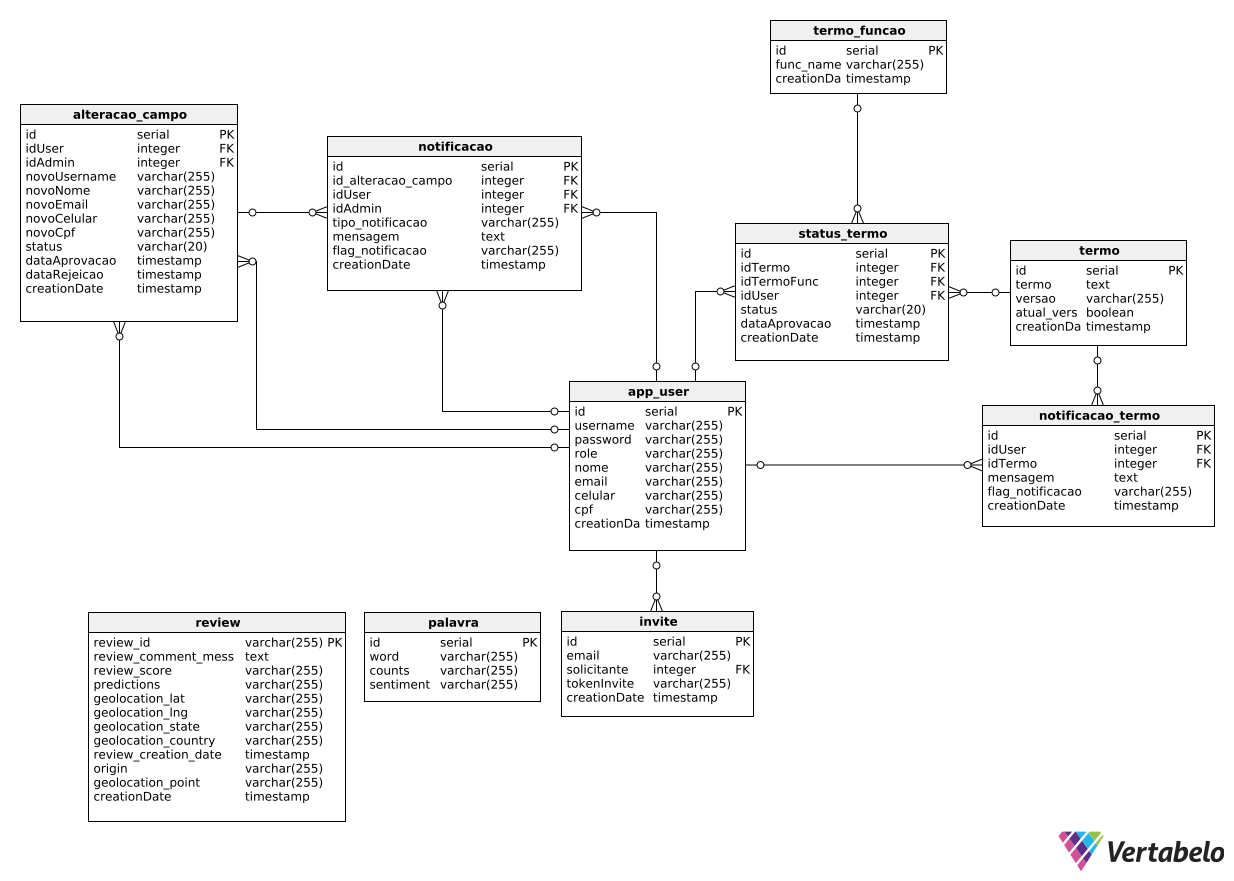 termo_funcao
id serial PK
func_name varchar(255)
creationDa timestamp
alteracao_campo
id serial PK
idUser integer FK
idAdmin integer FK
novoUsername varchar(255)
novoNome varchar(255)
novoEmail varchar(255)
novoCelular varchar(255)
novoCpf varchar(255)
status varchar(20)
dataAprovacao timestamp
dataRejeicao timestamp
creationDate timestamp
notificacao
id serial PK
id_alteracao_campo integer FK
idUser integer FK
idAdmin integer FK
tipo_notificacao varchar(255)
mensagem text
flag_notificacao varchar(255)
creationDate timestamp
status_termo
id serial PK
idTermo integer FK
idTermoFunc integer FK
idUser integer FK
status varchar(20)
dataAprovacao timestamp
creationDate timestamp
termo
id serial PK
termo text
versao varchar(255)
atual_vers boolean
creationDa timestamp
app_user
id serial PK
username varchar(255)
password varchar(255)
role varchar(255)
nome varchar(255)
email varchar(255)
celular varchar(255)
cpf varchar(255)
creationDa timestamp
notificacao_termo
id serial PK
idUser integer FK
idTermo integer FK
mensagem text
flag_notificacao varchar(255)
creationDate timestamp
review
review_id varchar(255) PK
review_comment_mess text
review_score varchar(255)
predictions varchar(255)
geolocation_lat varchar(255)
geolocation_lng varchar(255)
geolocation_state varchar(255)
geolocation_country varchar(255)
review_creation_date timestamp
origin varchar(255)
geolocation_point varchar(255)
creationDate timestamp
palavra
id serial PK
word varchar(255)
counts varchar(255)
sentiment varchar(255)
invite
id serial PK
email varchar(255)
solicitante integer FK
tokenInvite varchar(255)
creationDate timestamp
Vertabelo